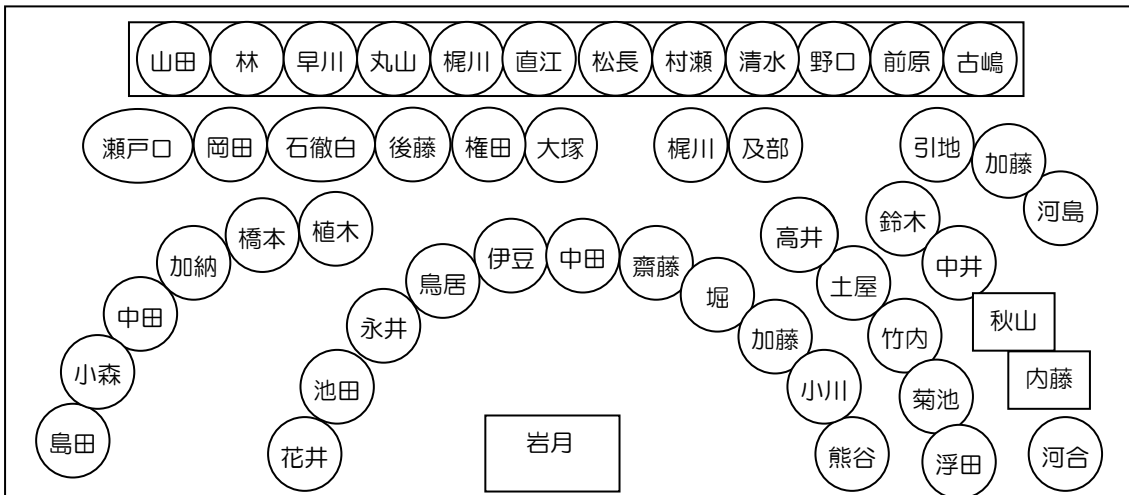 山田 林 早川 丸山 梶川 直江 松長 村瀬 清水 野口 前原 古嶋
瀬戸口 岡田 石徹白 後藤 権田 大塚 梶川 及部 引地 加藤
河島
橋本 植木 高井 鈴木
加納 鳥居 伊豆 中田 齋藤 土屋 中井
中田 永井 堀 加藤 竹内 秋山
小森 池田 小川 菊池 内藤
島田 花井 岩月 熊谷 浮田 河合